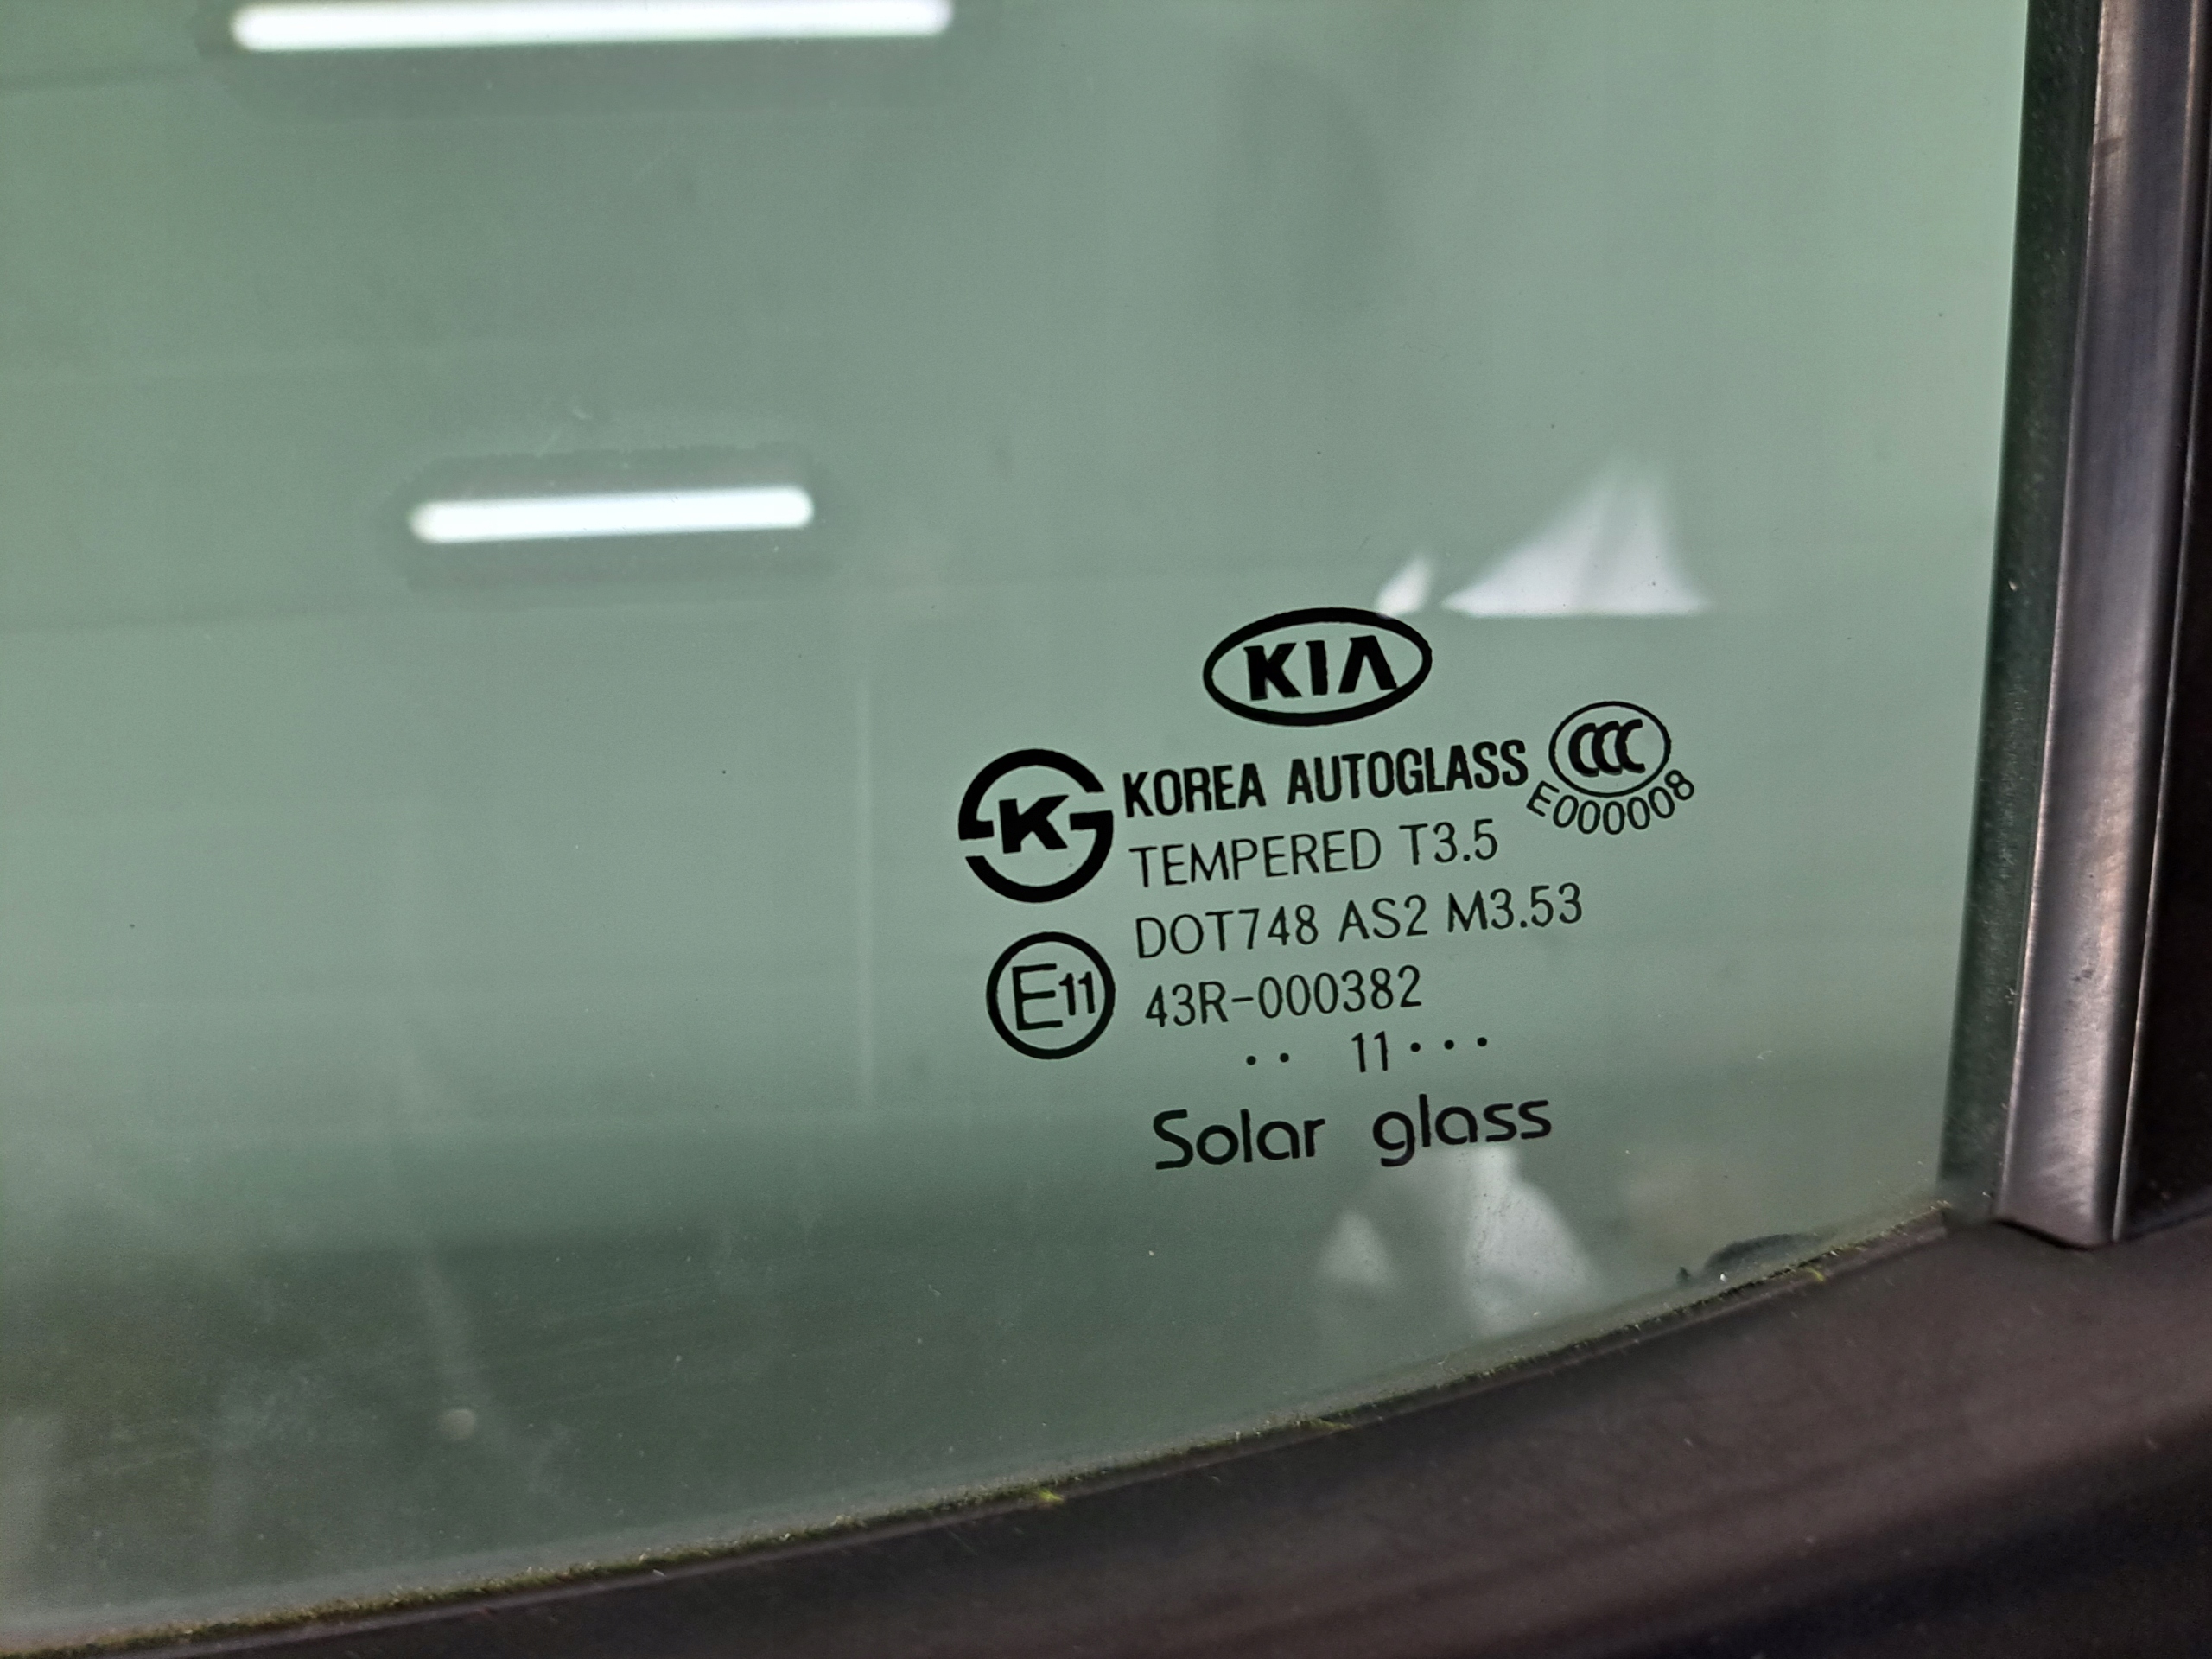 KIA
KOREA AUTOGLASS
CCC
E000008
K
TEMPERED T3.5
DOT748 AS2 M3.53
E11
43R-000382
·· 11···
Solar glass